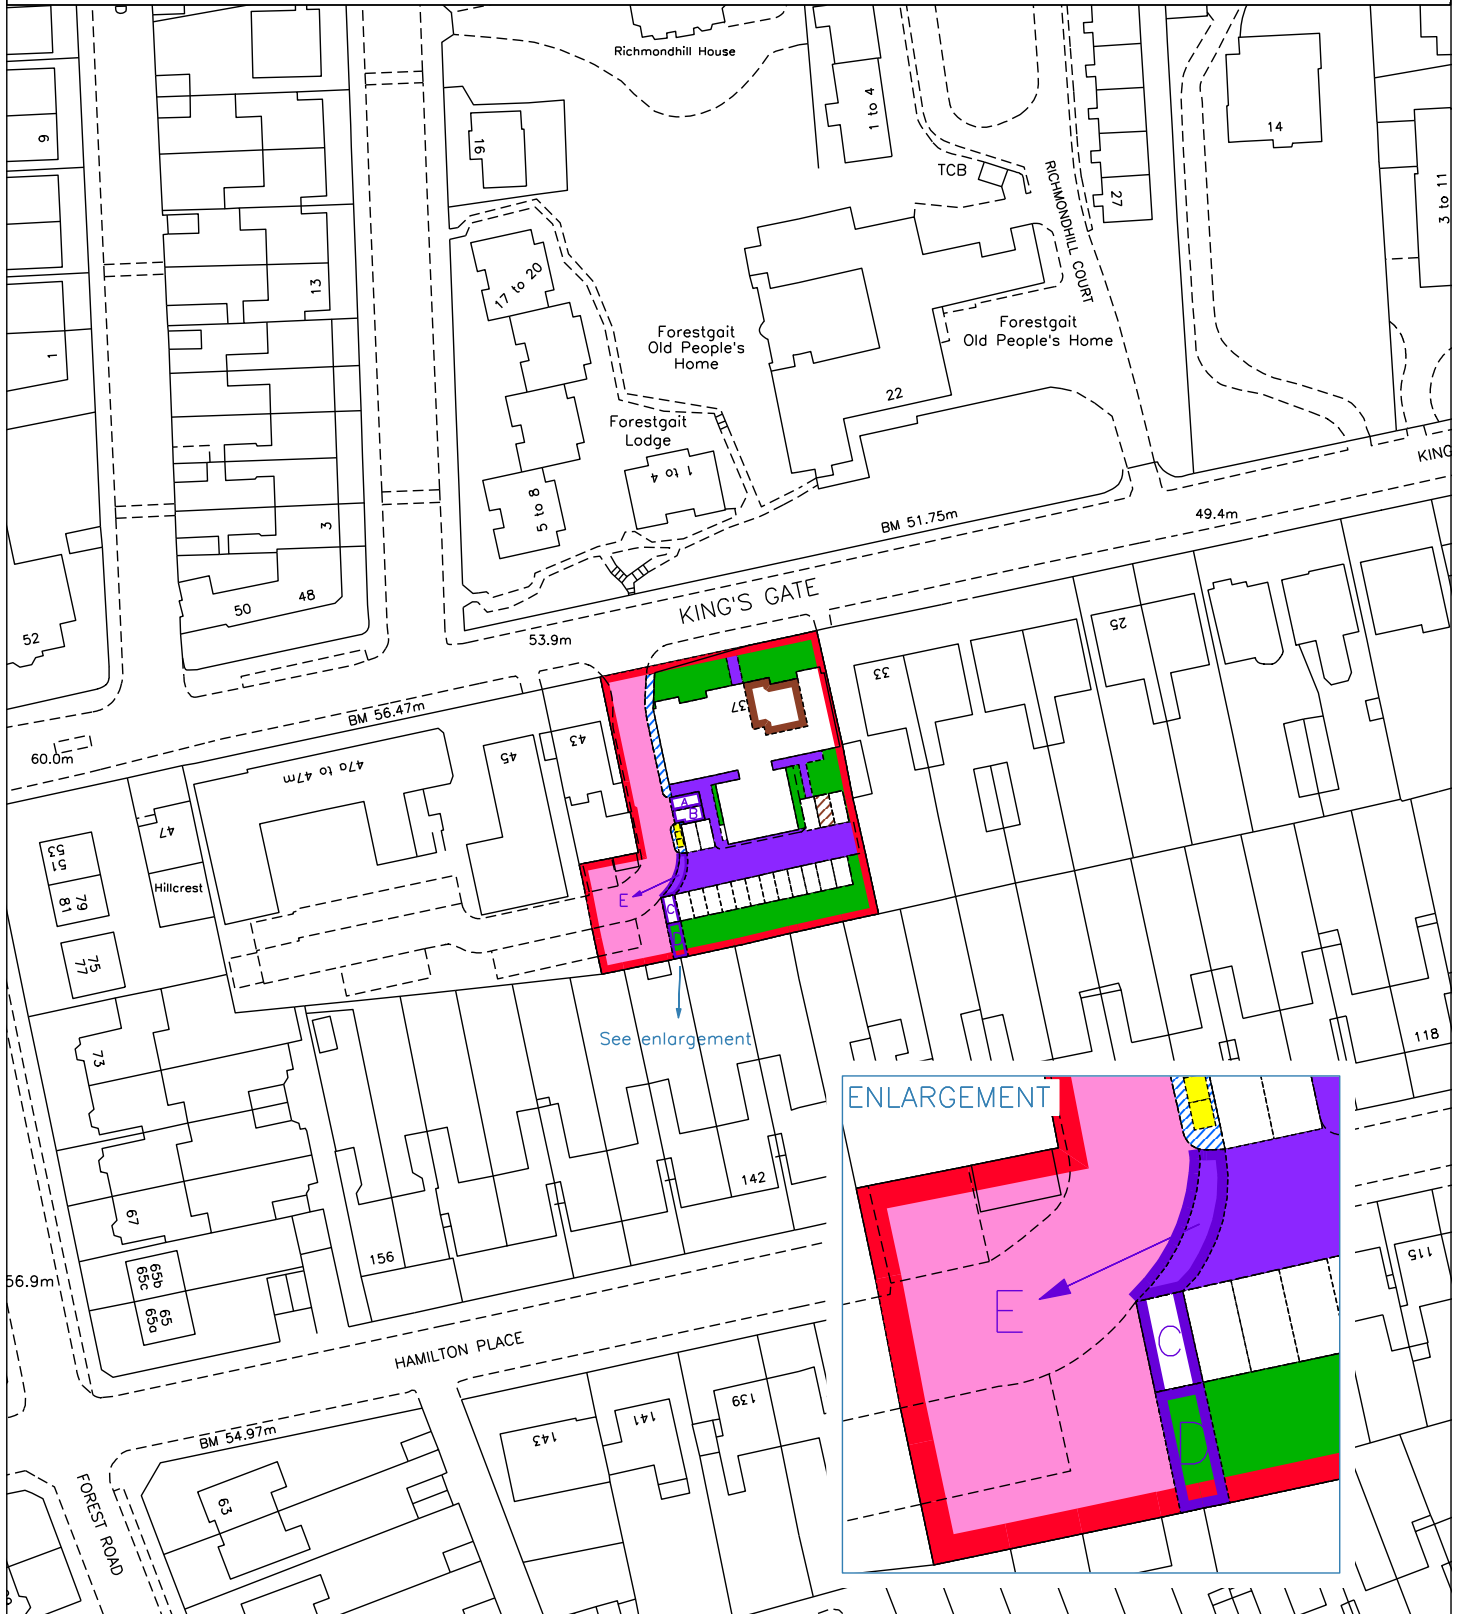 Richmondhill House
1 to 4
14
16
9
TCB
RICHMONDHILL COURT
27
3 to 11
17 to 20
13
1
Forestgait
Old People's
Home
Forestgait
Old People's Home
22
Forestgait
Lodge
1 to 4
5 to 8
3
KING
BM 51.75m
49.4m
KING'S GATE
50
48
52
53.9m
25
33
37
BM 56.47m
60.0m
43
45
47a to 47m
47
A
B
E
C
D
Hillcrest
53
51
79
81
75
77
73
See enlargement
118
ENLARGEMENT
E
C
D
142
67
156
115
56.9m
65b
65c
65
65a
HAMILTON PLACE
139
141
143
BM 54.97m
63
FOREST ROAD